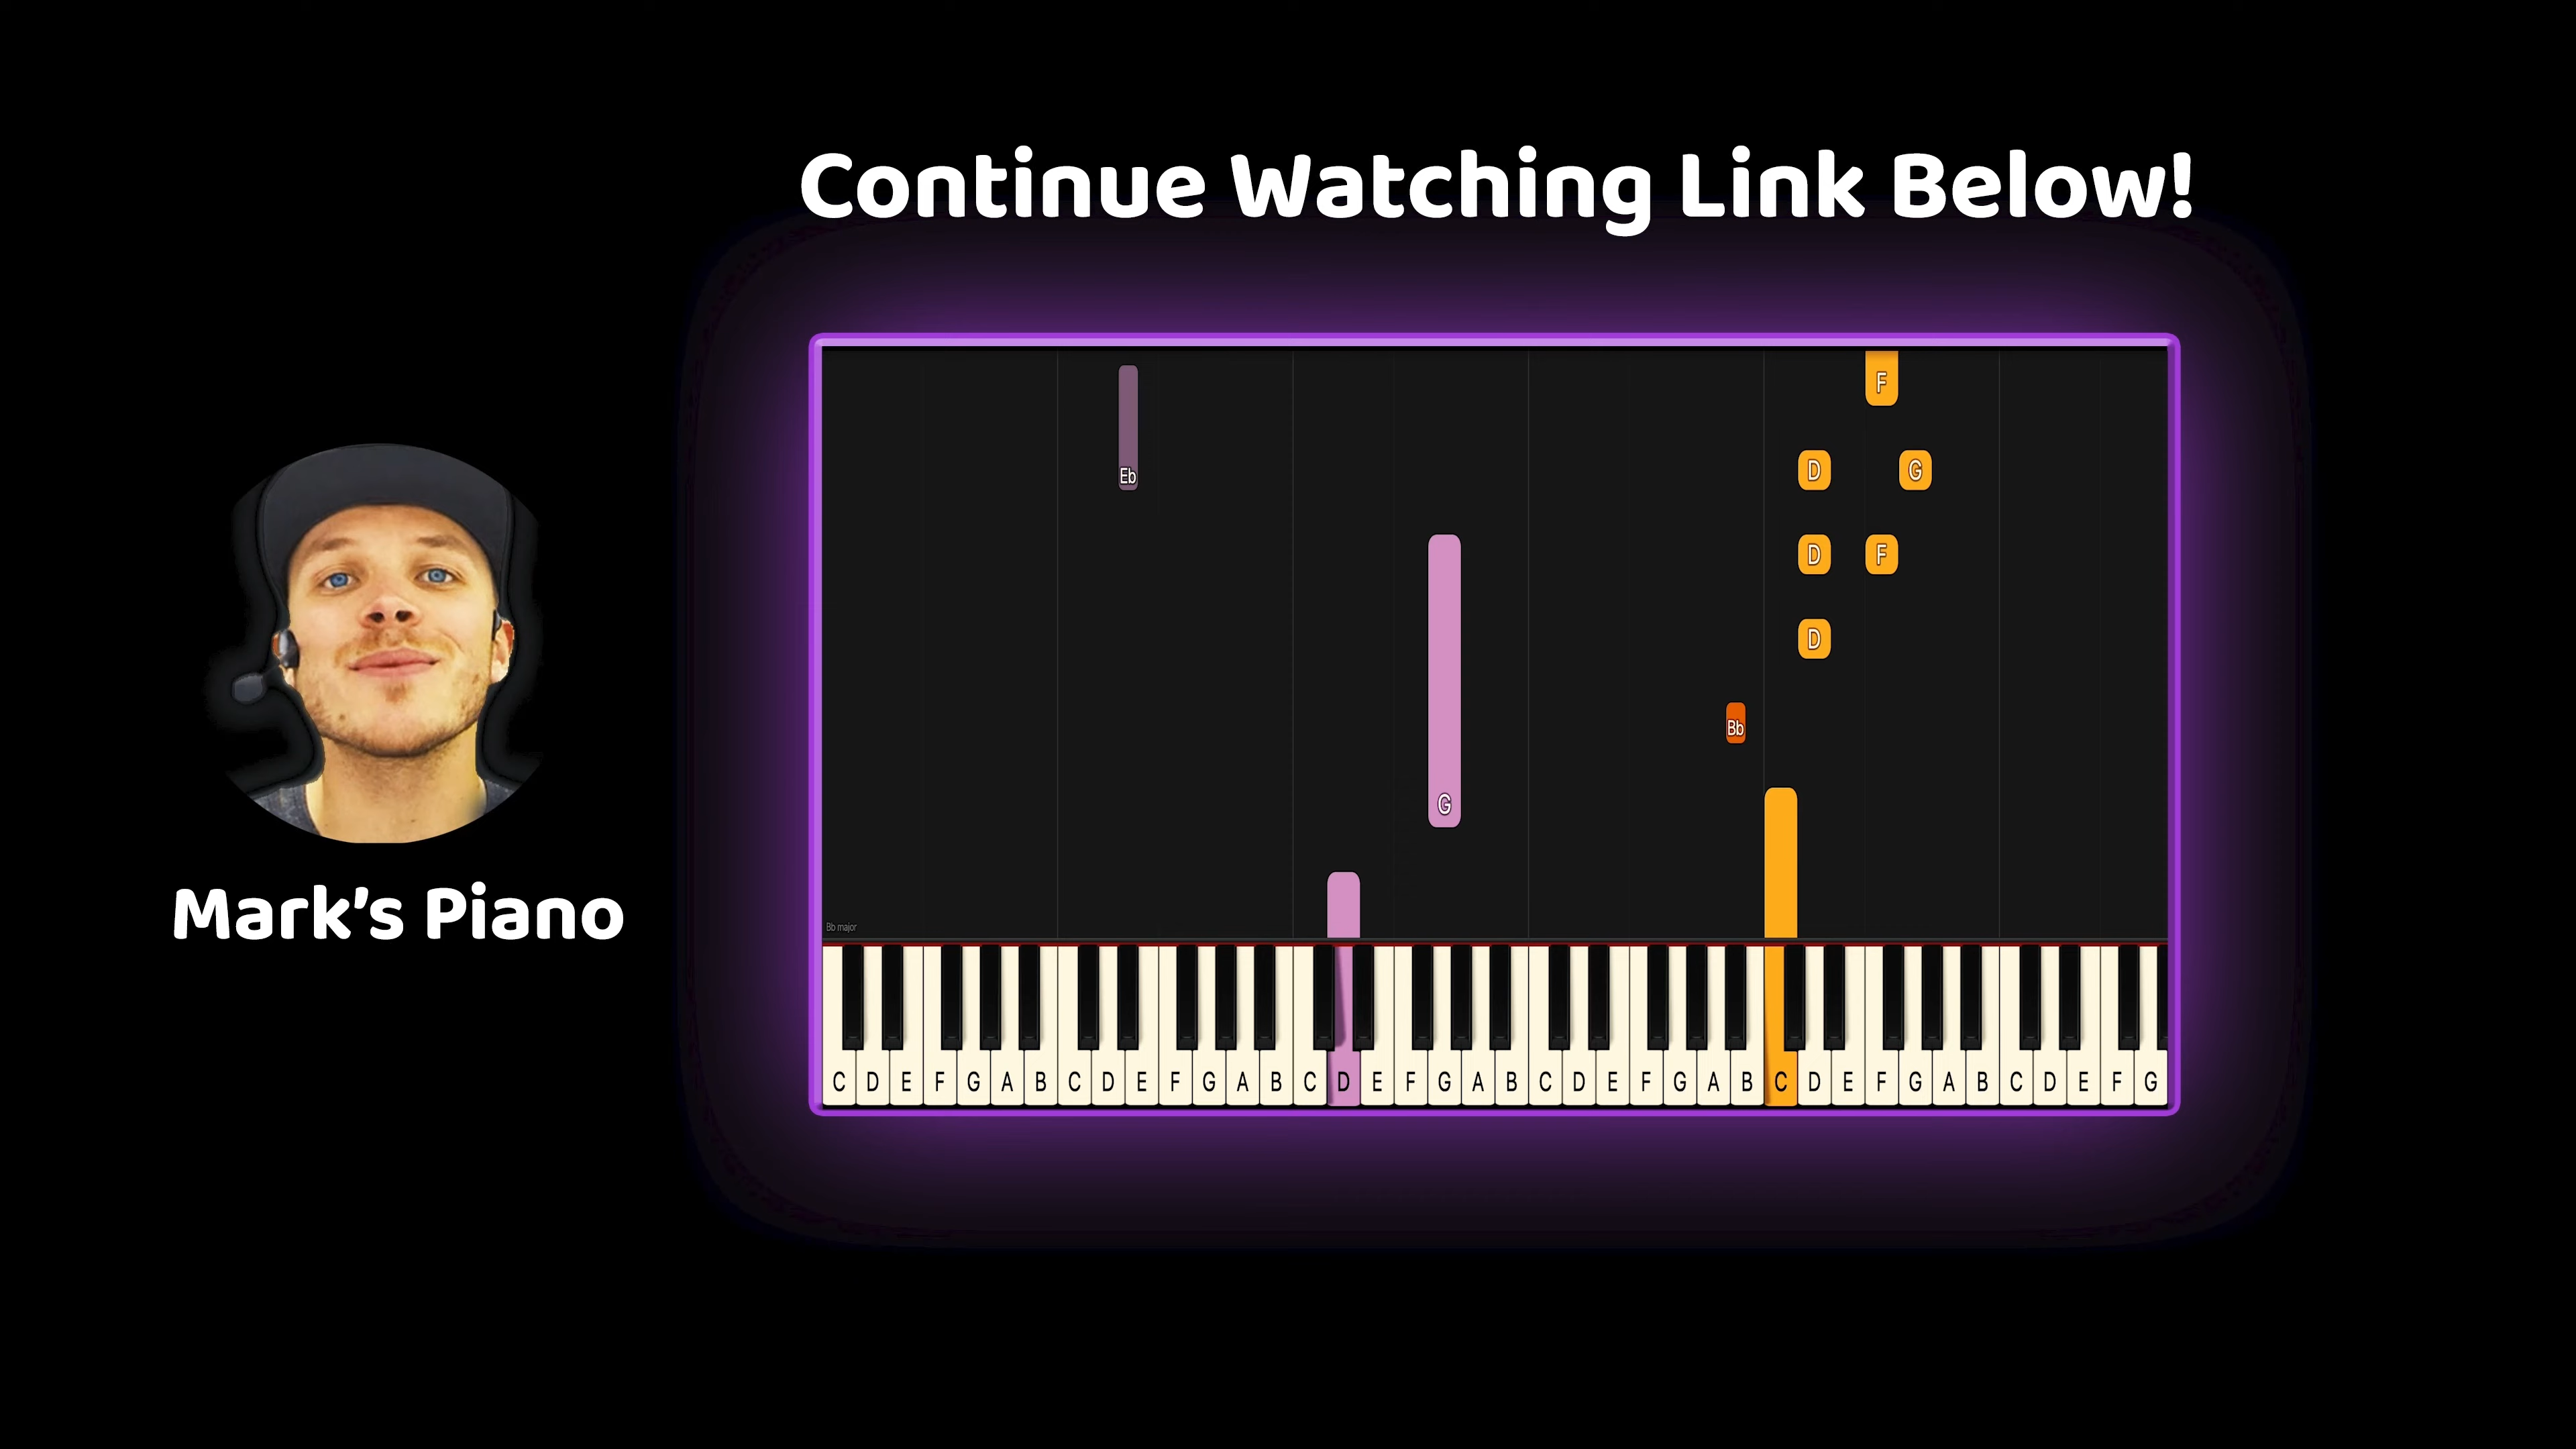 Continue Watching Link Below!
F
Eb
D G
D F
D
Bb
G
Bb major
C D E F G A B C D E F G A B C D E F G A B C D E F G A B C D E F G A B C D E F G
Mark's Piano